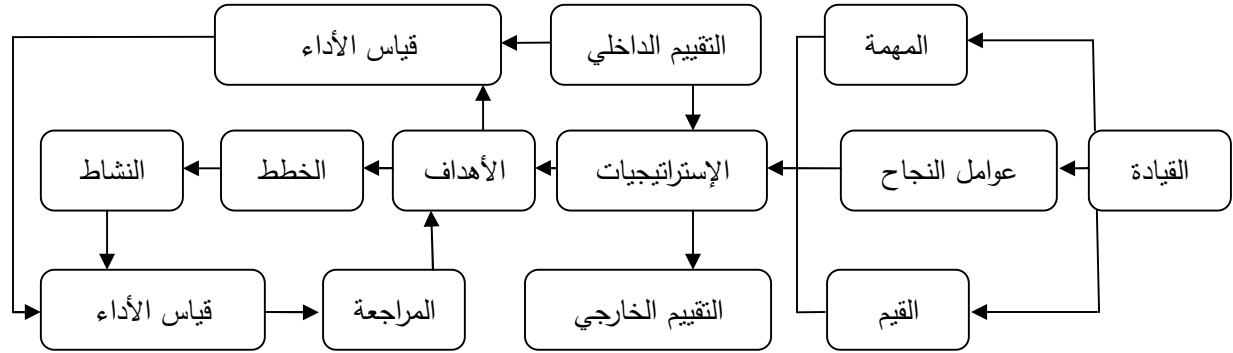 المهمة
التقييم الداخلي
قياس الأداء
القيادة
عوامل النجاح
الإستراتيجيات
الأهداف
الخطط
النشاط
القيم
التقييم الخارجي
المراجعة
قياس الأداء